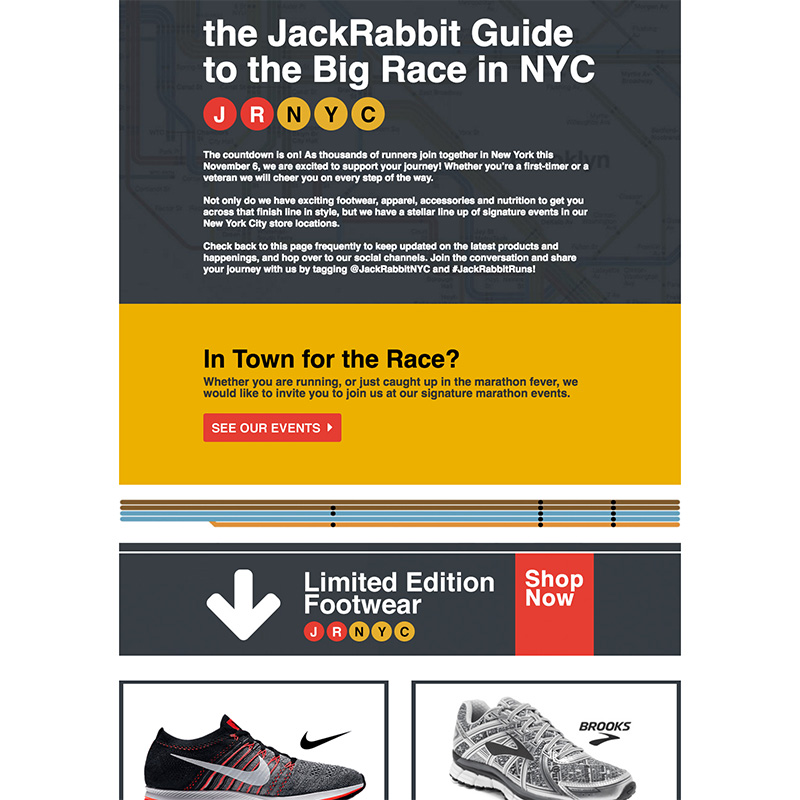 the JackRabbit Guide
to the Big Race in NYC
J R N Y C
The countdown is on! As thousands of runners join together in New York this
November 6, we are excited to support your journey! Whether you're a first-timer or a
veteran we will cheer you on every step of the way.
Not only do we have exciting footwear, apparel, accessories and nutrition to get you
across that finish line in style, but we have a stellar line up of signature events in our
New York City store locations.
Check back to this page frequently to keep updated on the latest products and
happenings, and hop over to our social channels. Join the conversation and share
your journey with us by tagging @JackRabbitNYC and #JackRabbitRuns!
In Town for the Race?
Whether you are running, or just caught up in the marathon fever, we
would like to invite you to join us at our signature marathon events.
SEE OUR EVENTS
Limited Edition
Footwear
J R N Y C
Shop
Now
BROOKS